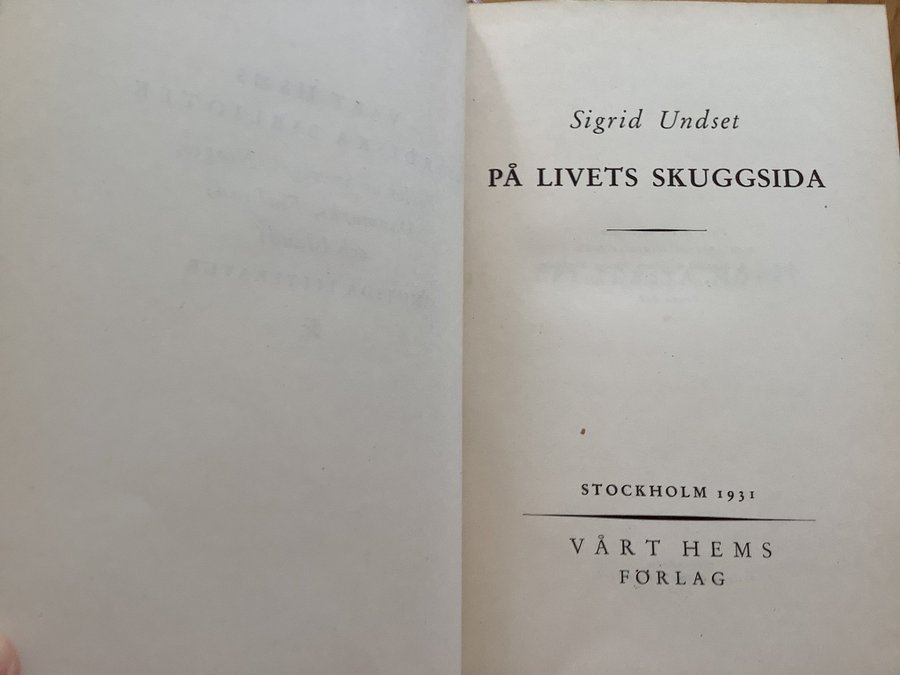 Sigrid Undset
PÅ LIVETS SKUGGSIDA
STOCKHOLM 1931
VÅRT HEMS
FÖRLAG